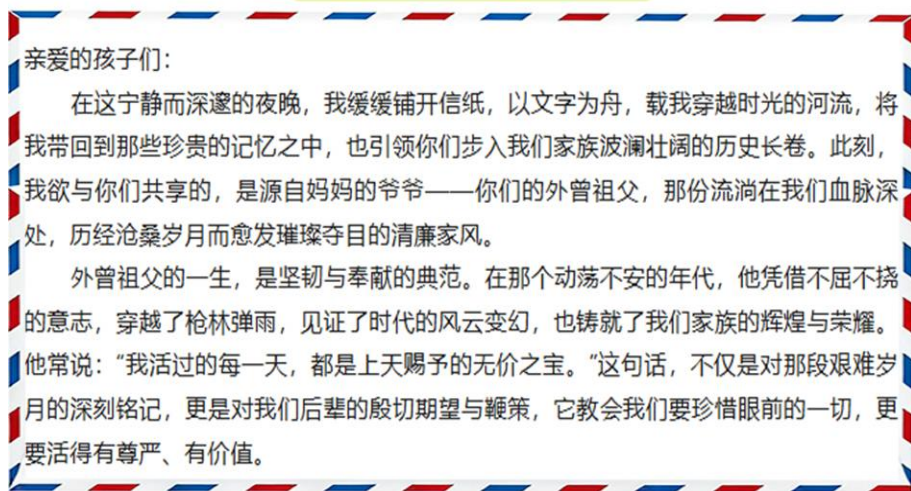 亲爱的孩子们：
在这宁静而深邃的夜晚，我缓缓铺开信纸，以文字为舟，载我穿越时光的河流，将
我带回到那些珍贵的记忆之中，也引领你们步入我们家族波澜壮阔的历史长卷。此刻，
我欲与你们共享的，是源自妈妈的爷爷——你们的外曾祖父，那份流淌在我们血脉深
处，历经沧桑岁月而愈发璀璨夺目的清廉家风。
外曾祖父的一生，是坚韧与奉献的典范。在那个动荡不安的年代，他凭借不屈不挠
的意志，穿越了枪林弹雨，见证了时代的风云变幻，也铸就了我们家族的辉煌与荣耀。
他常说：“我活过的每一天，都是上天赐予的无价之宝。”这句话，不仅是对那段艰难岁
月的深刻铭记，更是对我们后辈的殷切期望与鞭策，它教会我们要珍惜眼前的一切，更
要活得有尊严、有价值。